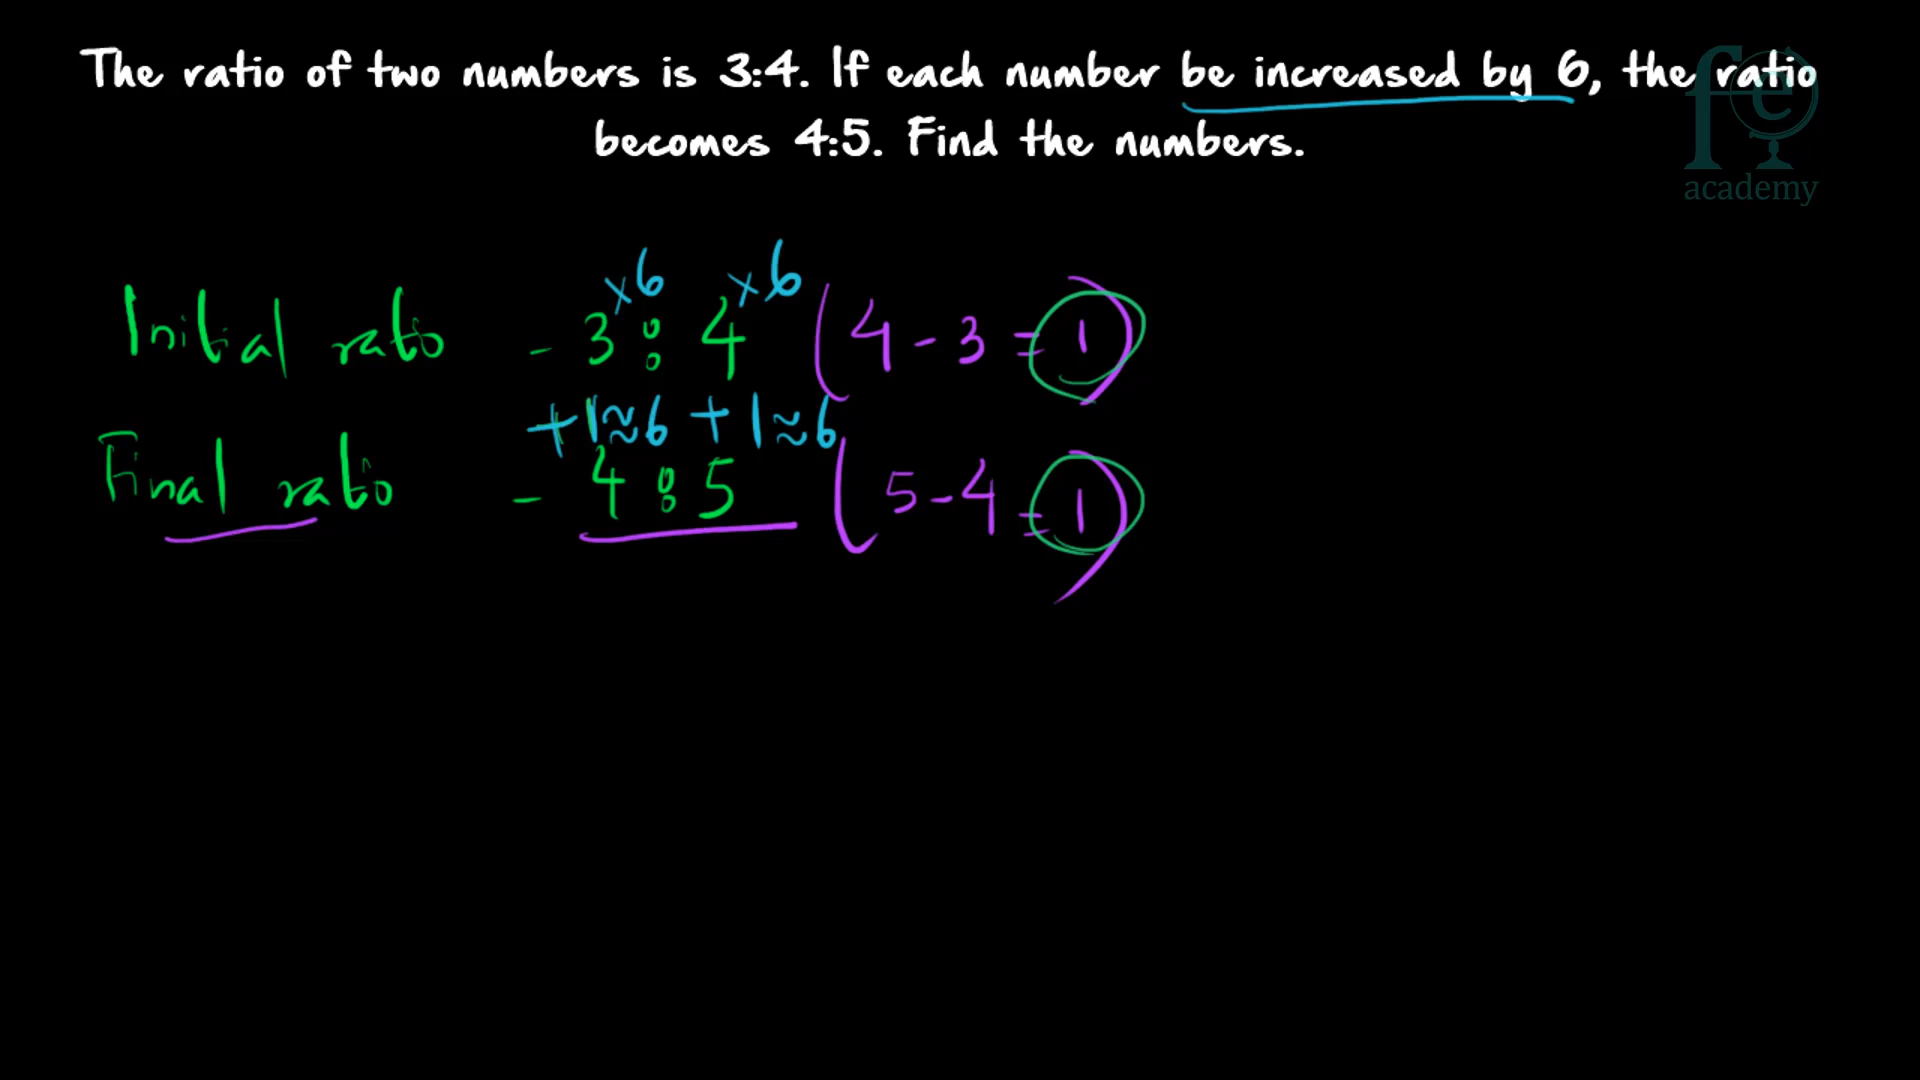 The ratio of two numbers is 3:4. If each number be increased by 6, the ratio
becomes 4:5. Find the numbers.
fe
academy
×6 ×6
Initial ratio - 3 : 4 (4 - 3 = 1)
+1≈6 +1≈6
Final ratio - 4 : 5 (5 - 4 = 1)